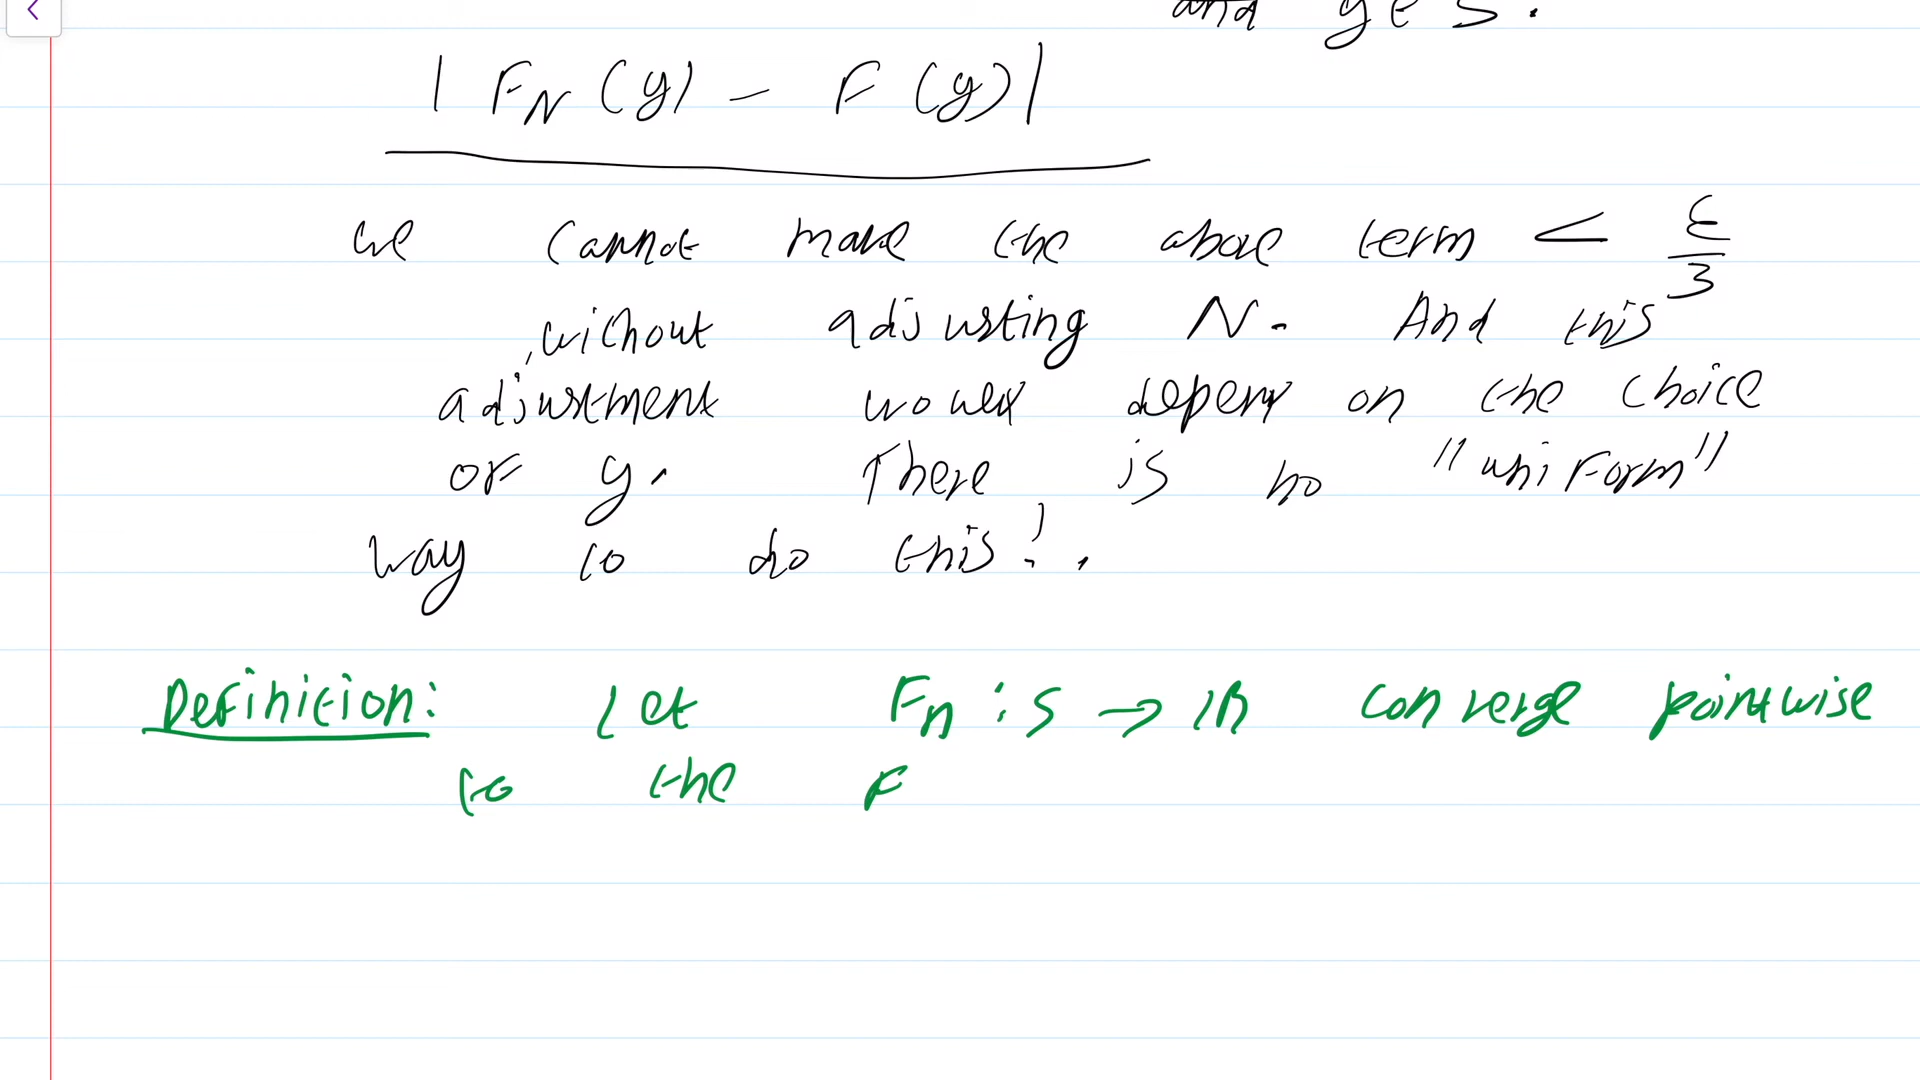 and y ∈ S.
| F_N (y) - F (y) |
we cannot make the above term < ε/3
without adjusting N. And this
adjustment would depend on the choice
of y. There is no "uniform"
way to do this!.
Definition: Let F_n : S → ℝ converge pointwise
to the F